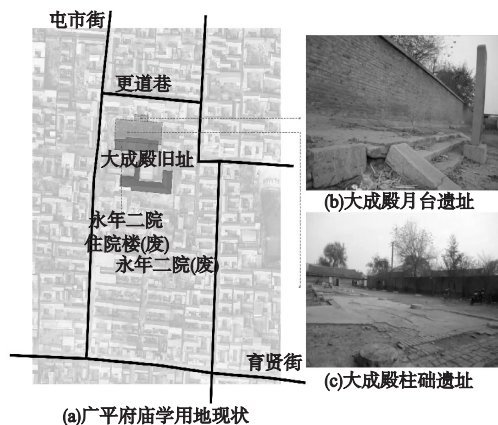 屯市街
更道巷
大成殿旧址
永年二院
住院楼(废)
永年二院(废)
育贤街
(a)广平府庙学用地现状
(b)大成殿月台遗址
(c)大成殿柱础遗址